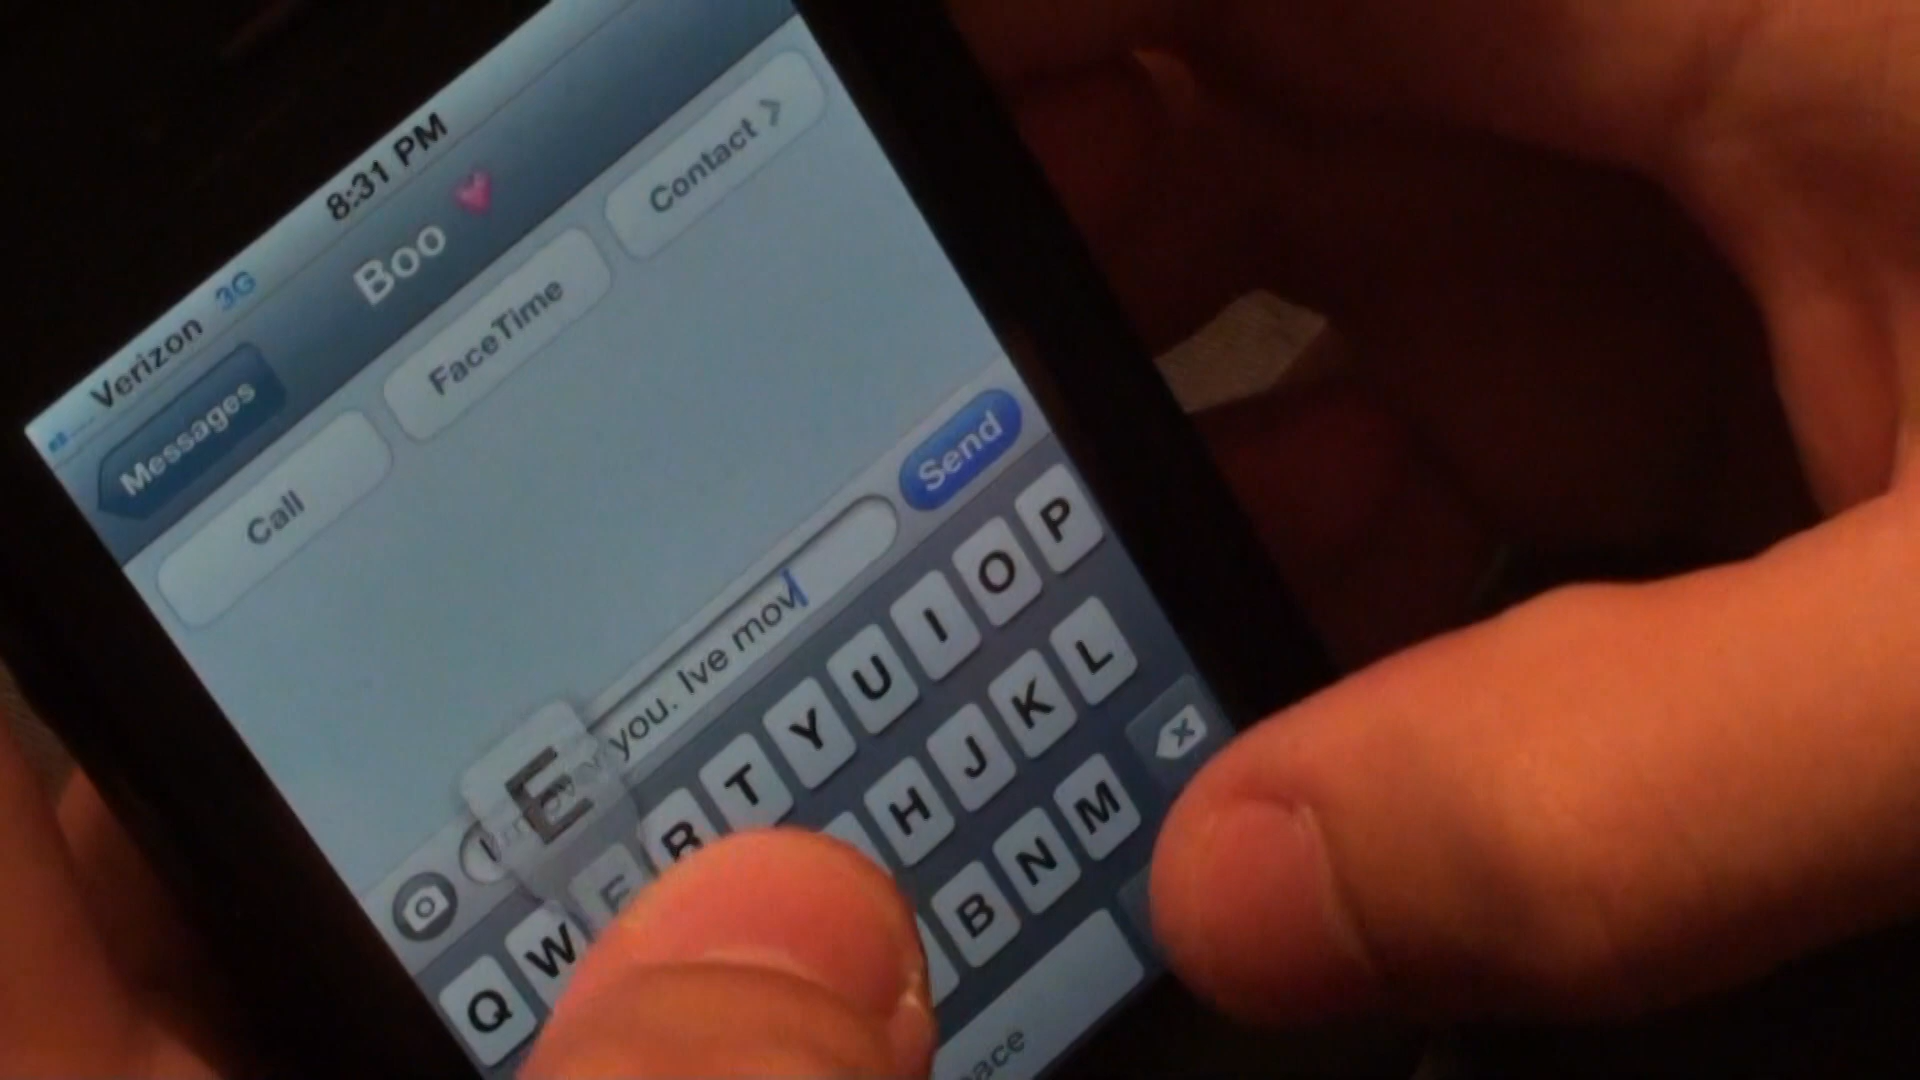 Verizon 3G 8:31 PM
Messages Boo
Call FaceTime Contact
you. Ive mov Send
E
Q W E R T Y U I O P
H J K L
B N M